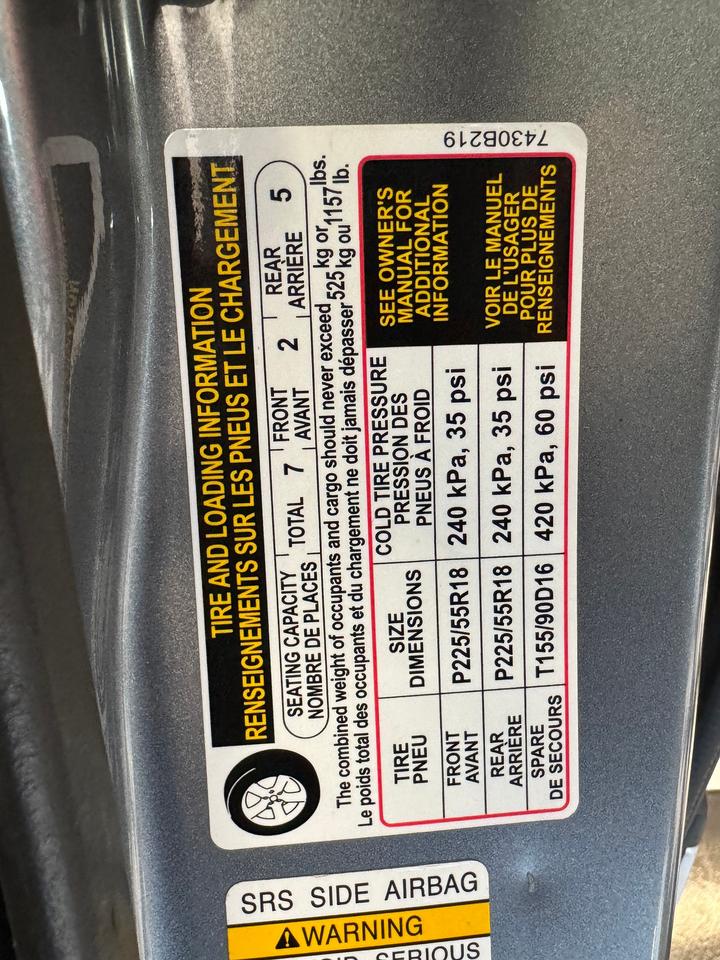 TIRE AND LOADING INFORMATION
RENSEIGNEMENTS SUR LES PNEUS ET LE CHARGEMENT
SEATING CAPACITY
NOMBRE DE PLACES
TOTAL 7
FRONT
AVANT
2
REAR
ARRIÈRE
5
The combined weight of occupants and cargo should never exceed 525 kg or 1157 lbs.
Le poids total des occupants et du chargement ne doit jamais dépasser 525 kg ou 1157 lb.
TIRE
PNEU
SIZE
DIMENSIONS
COLD TIRE PRESSURE
PRESSION DES
PNEUS À FROID
FRONT
AVANT
P225/55R18
240 kPa, 35 psi
REAR
ARRIÈRE
P225/55R18
240 kPa, 35 psi
SPARE
DE SECOURS
T155/90D16
420 kPa, 60 psi
SEE OWNER'S
MANUAL FOR
ADDITIONAL
INFORMATION
VOIR LE MANUEL
DE L'USAGER
POUR PLUS DE
RENSEIGNEMENTS
7430B219
SRS SIDE AIRBAG
WARNING
SERIOUS